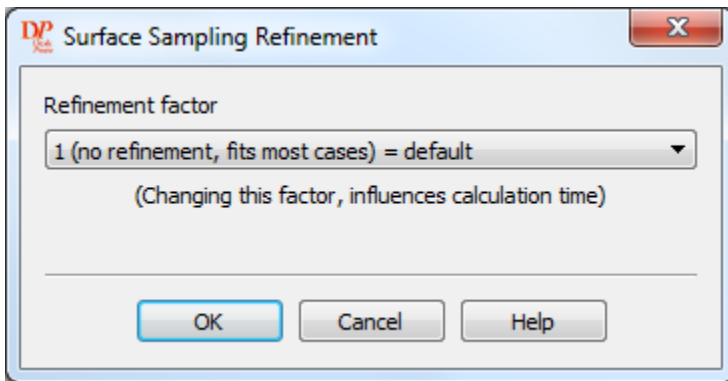 DP Surface Sampling Refinement
Refinement factor
1 (no refinement, fits most cases) = default
(Changing this factor, influences calculation time)
OK Cancel Help